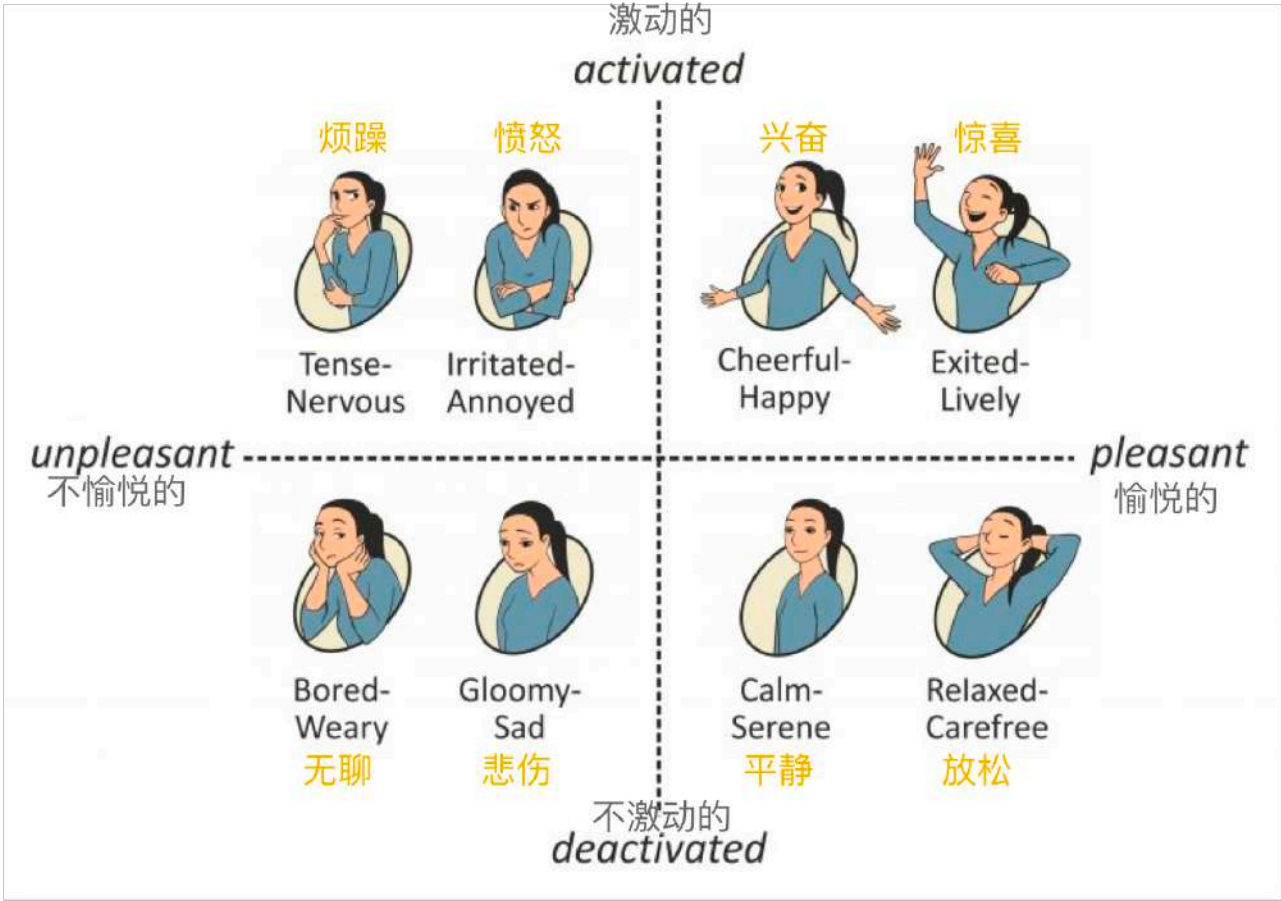 激动的
activated
烦躁 愤怒 兴奋 惊喜
Tense- Irritated- Cheerful- Exited-
Nervous Annoyed Happy Lively
unpleasant pleasant
不愉悦的 愉悦的
Bored- Gloomy- Calm- Relaxed-
Weary Sad Serene Carefree
无聊 悲伤 平静 放松
不激动的
deactivated